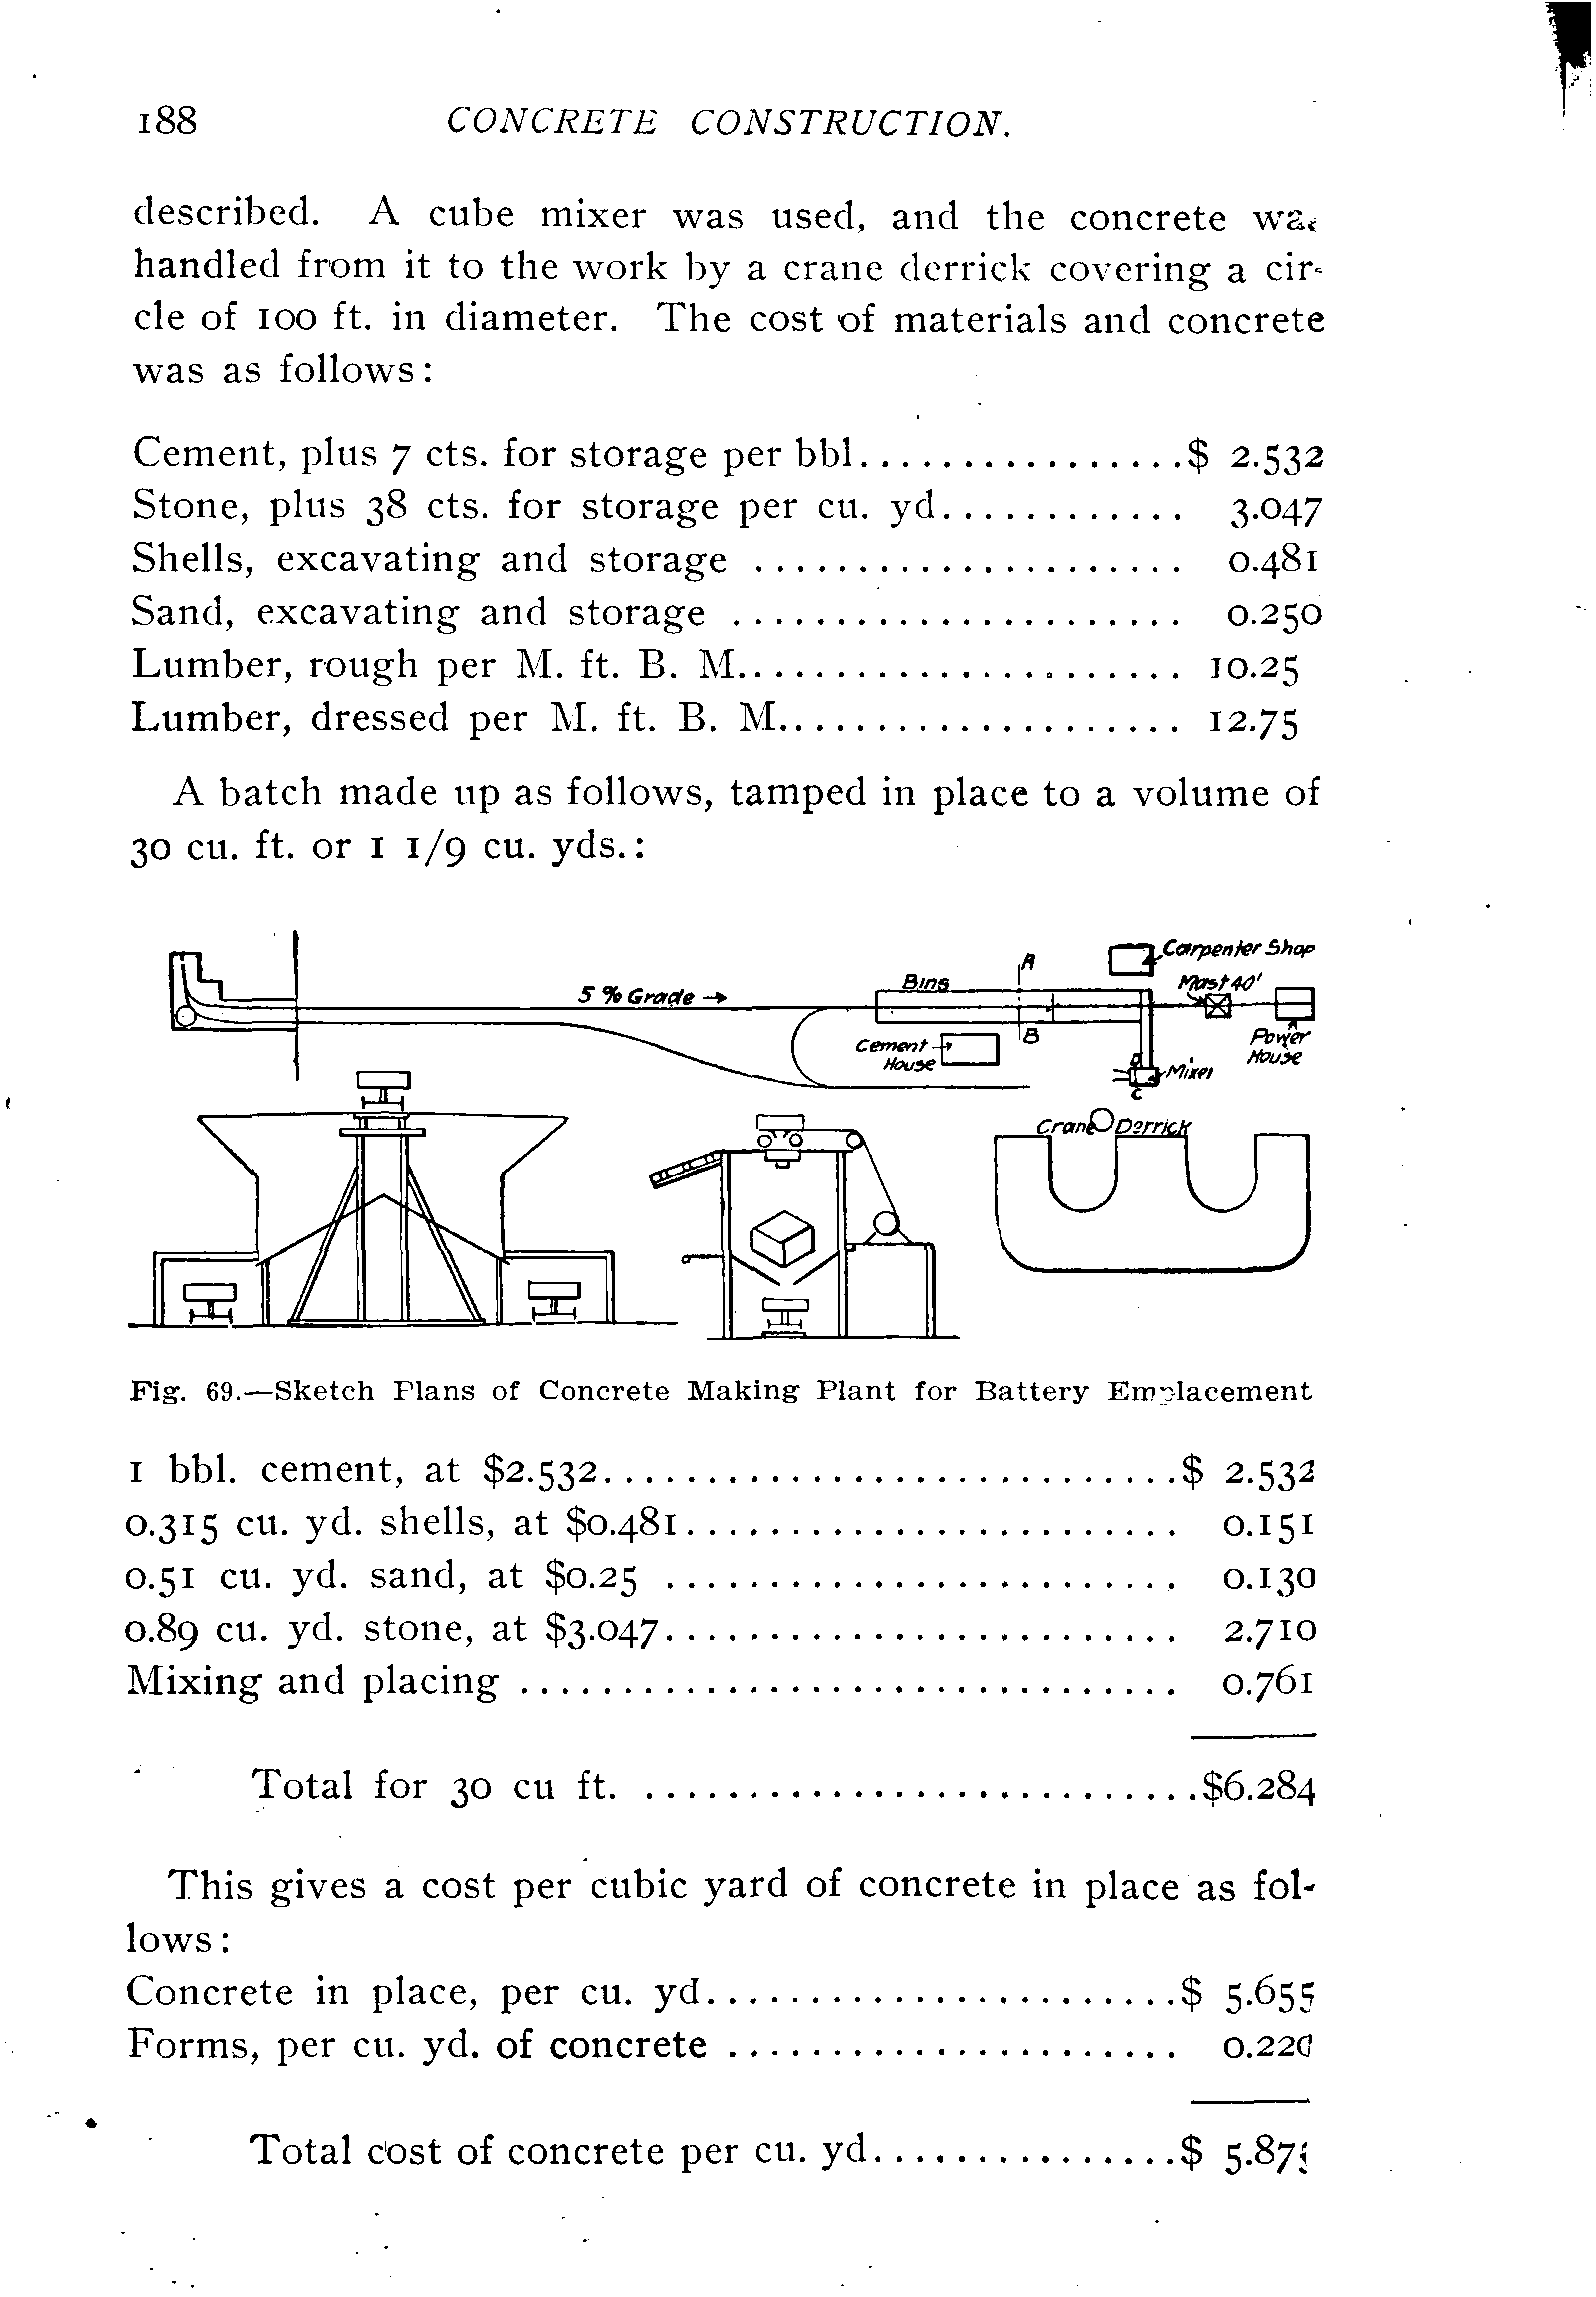 188 CONCRETE CONSTRUCTION.
described. A cube mixer was used, and the concrete was
handled from it to the work by a crane derrick covering a cir-
cle of 100 ft. in diameter. The cost of materials and concrete
was as follows:
Cement, plus 7 cts. for storage per bbl................$ 2.532
Stone, plus 38 cts. for storage per cu. yd............ 3.047
Shells, excavating and storage ..................... 0.481
Sand, excavating and storage ...................... 0.250
Lumber, rough per M. ft. B. M...................... 10.25
Lumber, dressed per M. ft. B. M.................... 12.75
A batch made up as follows, tamped in place to a volume of
30 cu. ft. or 1 1/9 cu. yds.:
Carpenter Shop
A
Bins
Mast 40'
5 % Grade →
B
Cement
House
Power
House
Mixer
C
Crane Derrick
Fig. 69.—Sketch Plans of Concrete Making Plant for Battery Emplacement
1 bbl. cement, at $2.532............................$ 2.532
0.315 cu. yd. shells, at $0.481........................ 0.151
0.51 cu. yd. sand, at $0.25 ......................... 0.130
0.89 cu. yd. stone, at $3.047......................... 2.710
Mixing and placing ................................ 0.761
Total for 30 cu ft. ...........................$6.284
This gives a cost per cubic yard of concrete in place as fol-
lows:
Concrete in place, per cu. yd.......................$ 5.655
Forms, per cu. yd. of concrete ...................... 0.220
Total cost of concrete per cu. yd...............$ 5.875